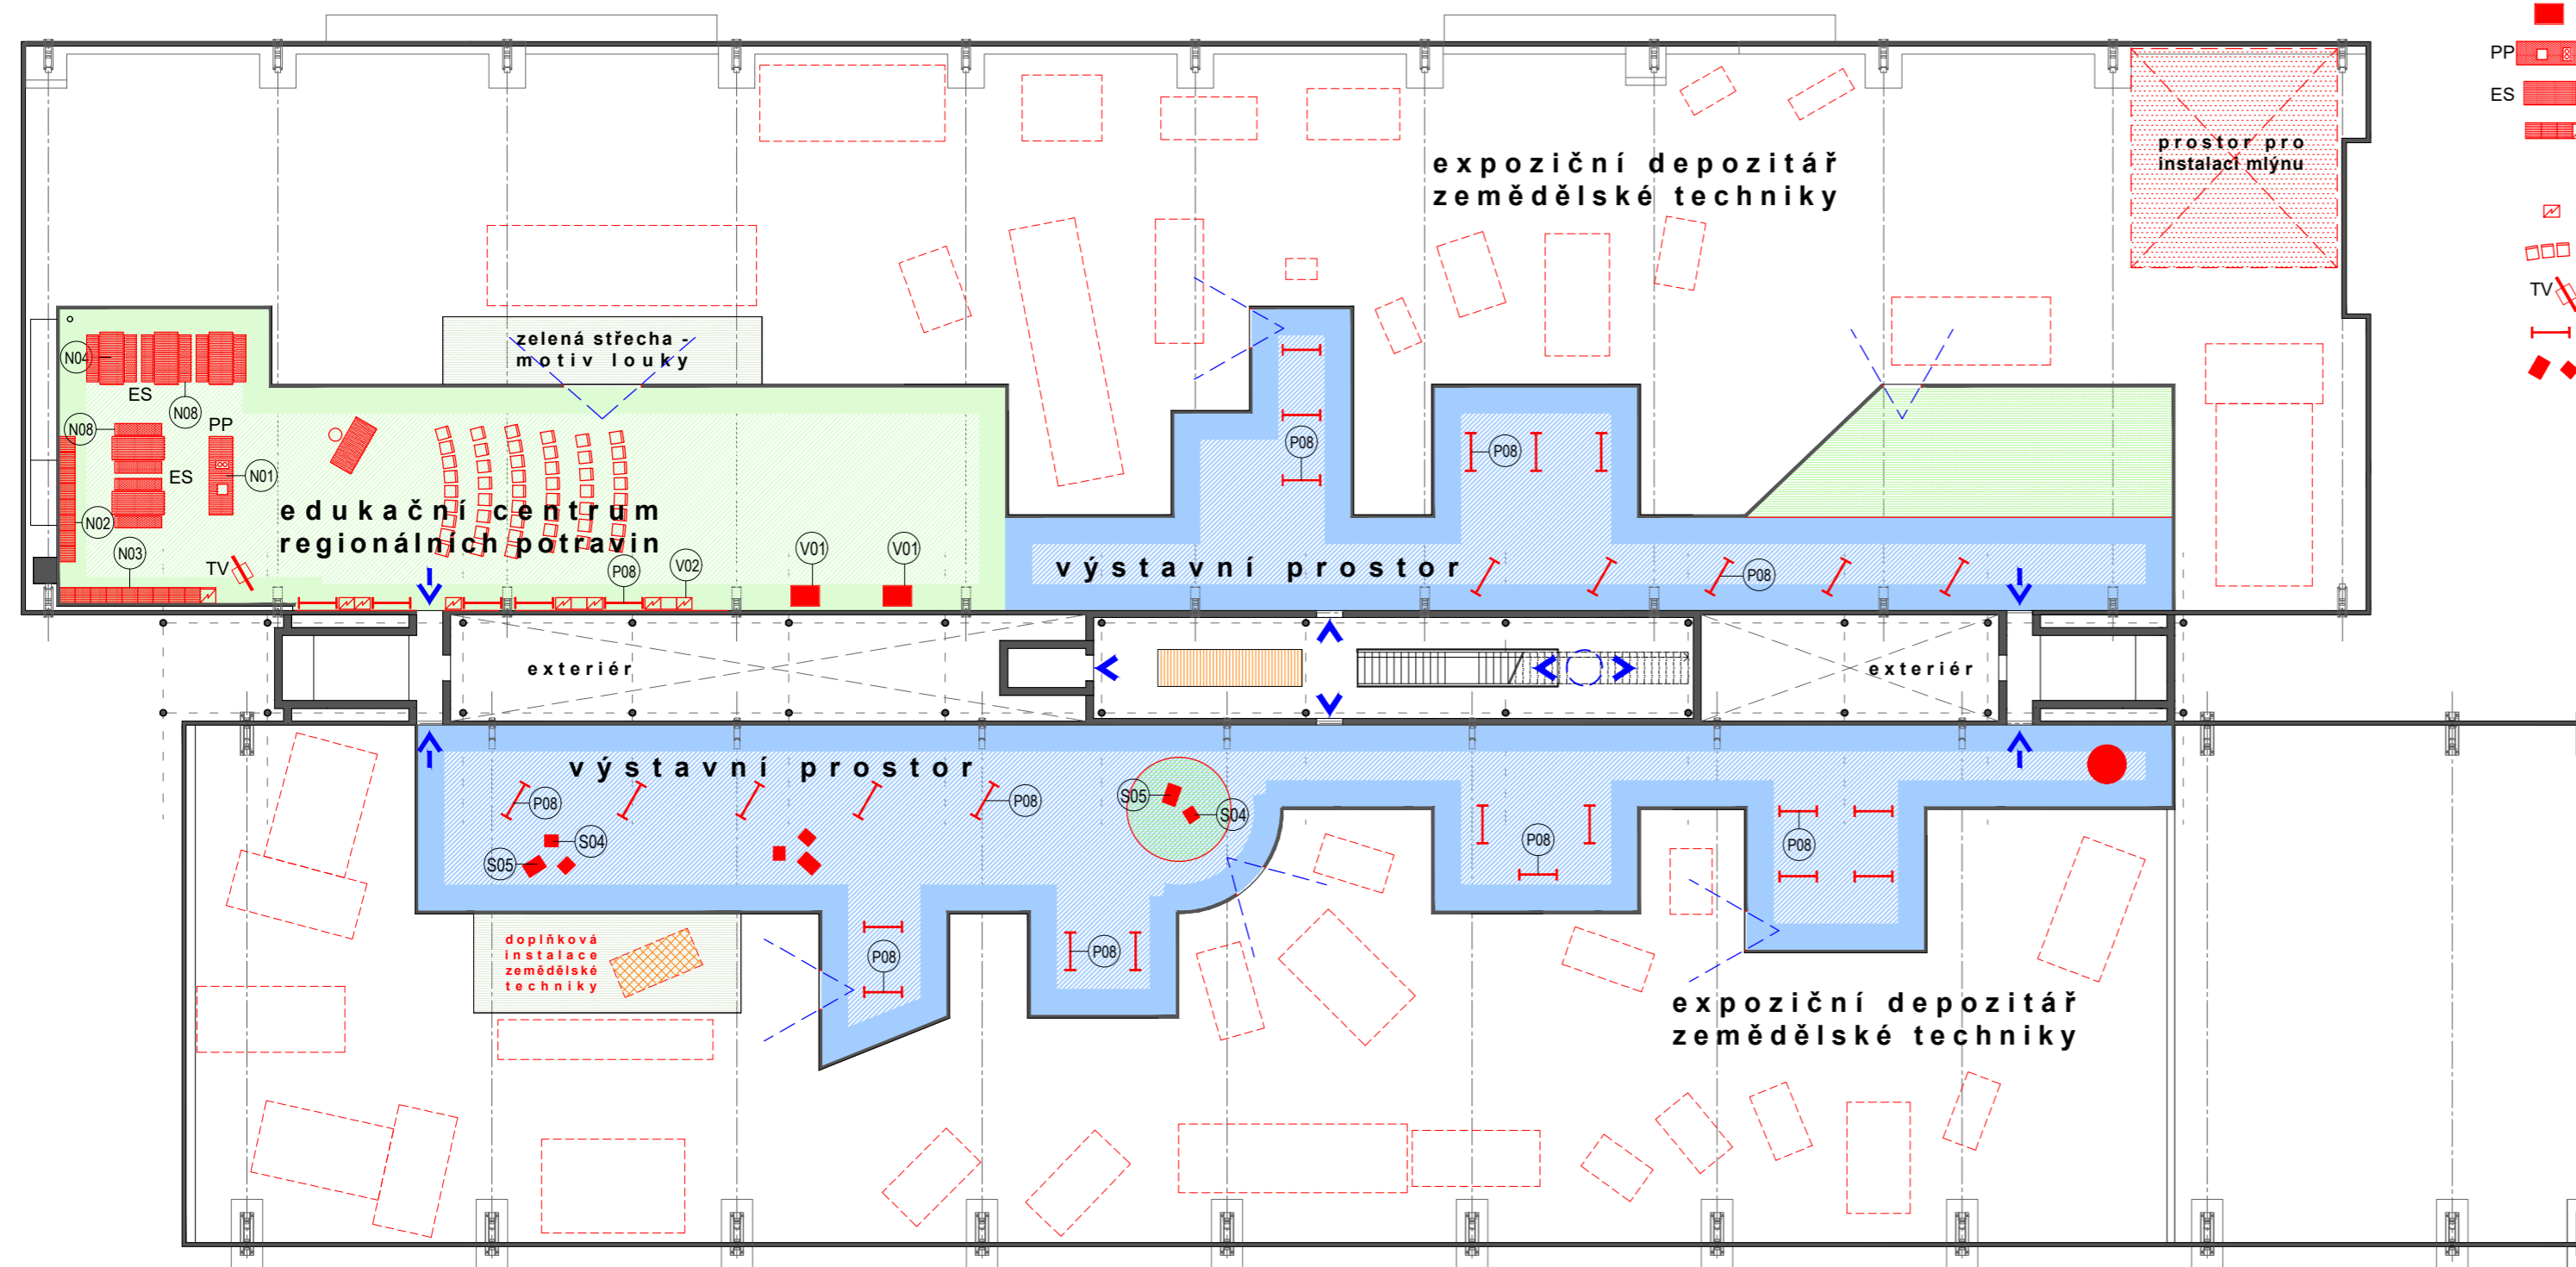 PP
ES
TV
expoziční depozitář
zemědělské techniky
prostor pro
instalaci mlýnu
zelená střecha -
motiv louky
N04
ES
N08
N08
PP
ES
N01
N02
edukační centrum
regionálních potravin
N03
TV
P08
V02
V01
V01
P08
P08
výstavní prostor
P08
exteriér
exteriér
výstavní prostor
P08
P08
S05
S04
S04
S05
P08
P08
P08
P08
doplňková
instalace
zemědělské
techniky
expoziční depozitář
zemědělské techniky